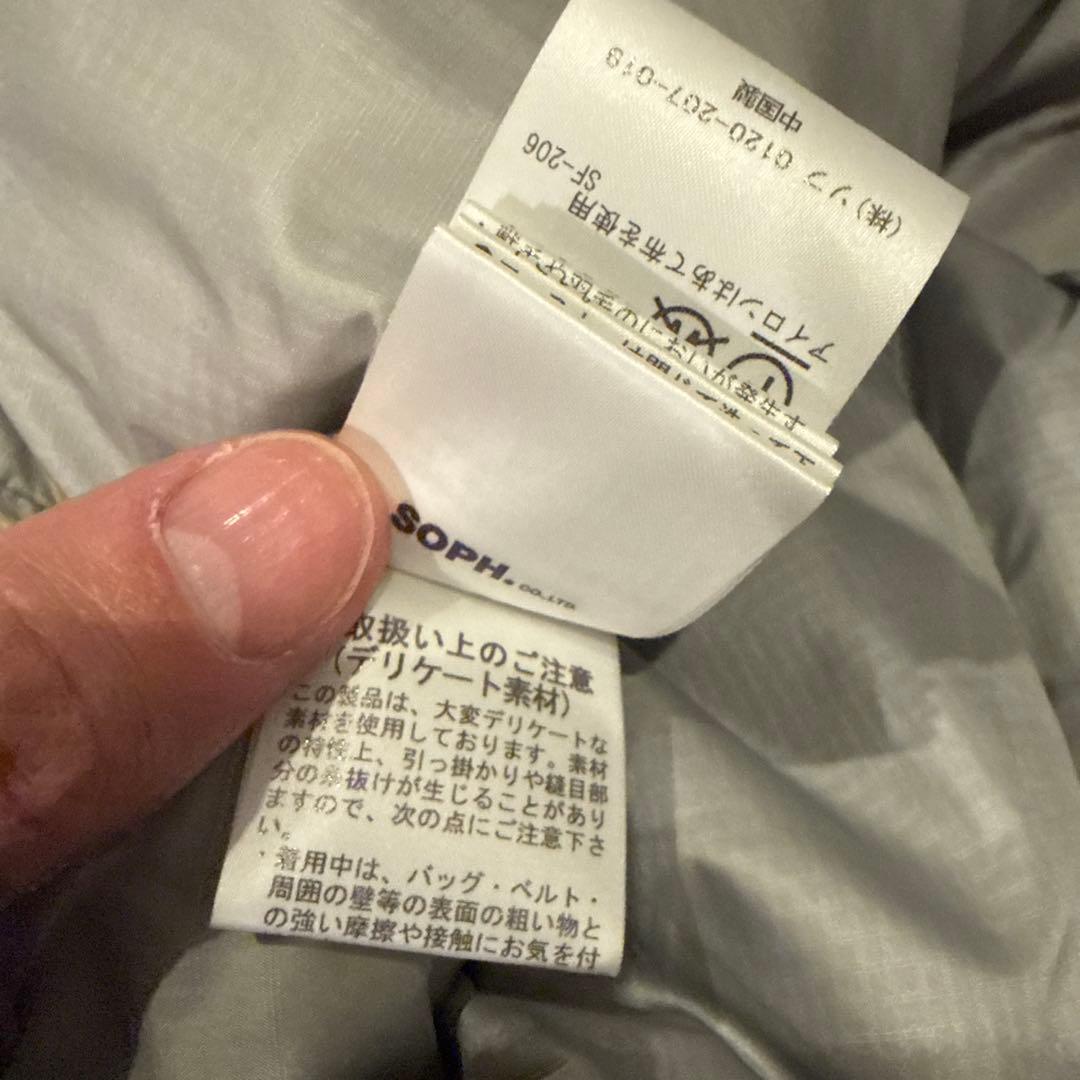 (株)ソフ 0120-207-019
中国製
SF-206
アイロンはあて布を使用
SOPH. CO.,LTD.
取扱い上のご注意
(デリケート素材)
この製品は、大変デリケートな
素材を使用しております。素材
の特性上、引っ掛かりや縫目部
分の糸抜けが生じることがあり
ますので、次の点にご注意下さ
い。
・着用中は、バッグ・ベルト・
周囲の壁等の表面の粗い物と
の強い摩擦や接触にお気を付